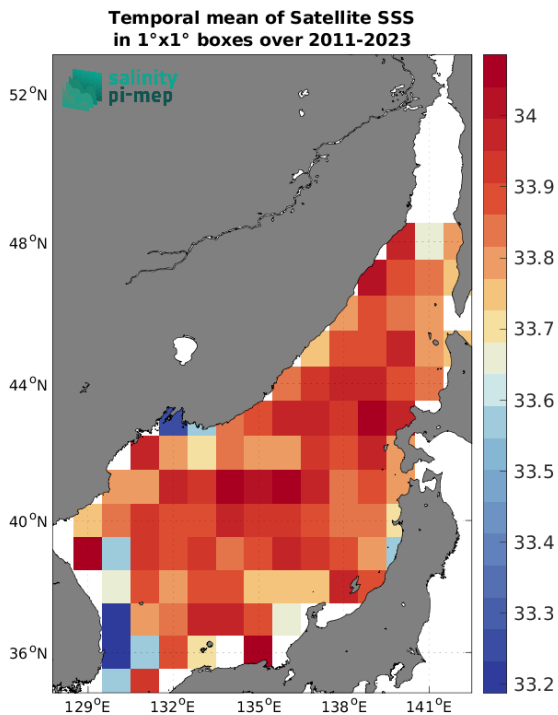 Temporal mean of Satellite SSS
in 1°x1° boxes over 2011-2023
salinity
pi-mep
52°N
48°N
44°N
40°N
36°N
129°E
132°E
135°E
138°E
141°E
34
33.9
33.8
33.7
33.6
33.5
33.4
33.3
33.2